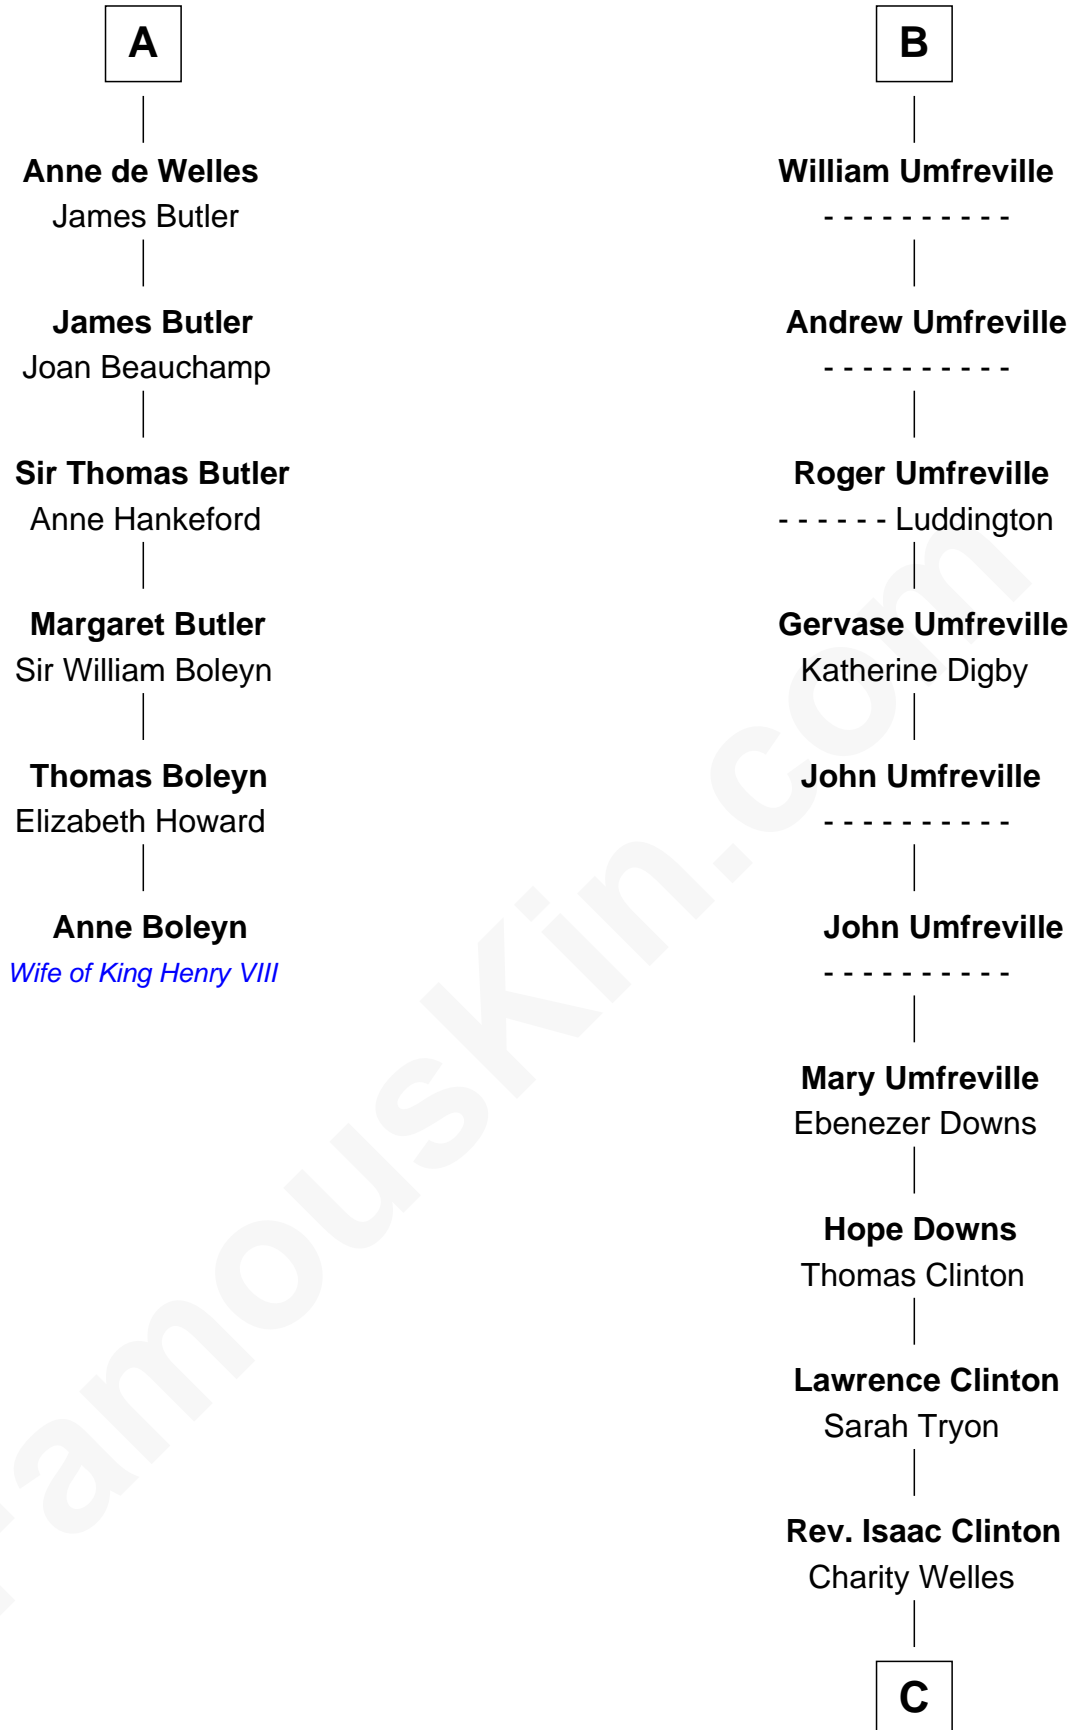 A
Anne de Welles
James Butler
James Butler
Joan Beauchamp
Sir Thomas Butler
Anne Hankeford
Margaret Butler
Sir William Boleyn
Thomas Boleyn
Elizabeth Howard
Anne Boleyn
Wife of King Henry VIII
B
William Umfreville
- - - - - - - - - -
Andrew Umfreville
- - - - - - - - - -
Roger Umfreville
- - - - - - Luddington
Gervase Umfreville
Katherine Digby
John Umfreville
- - - - - - - - - -
John Umfreville
- - - - - - - - - -
Mary Umfreville
Ebenezer Downs
Hope Downs
Thomas Clinton
Lawrence Clinton
Sarah Tryon
Rev. Isaac Clinton
Charity Welles
C
FamousKin.com